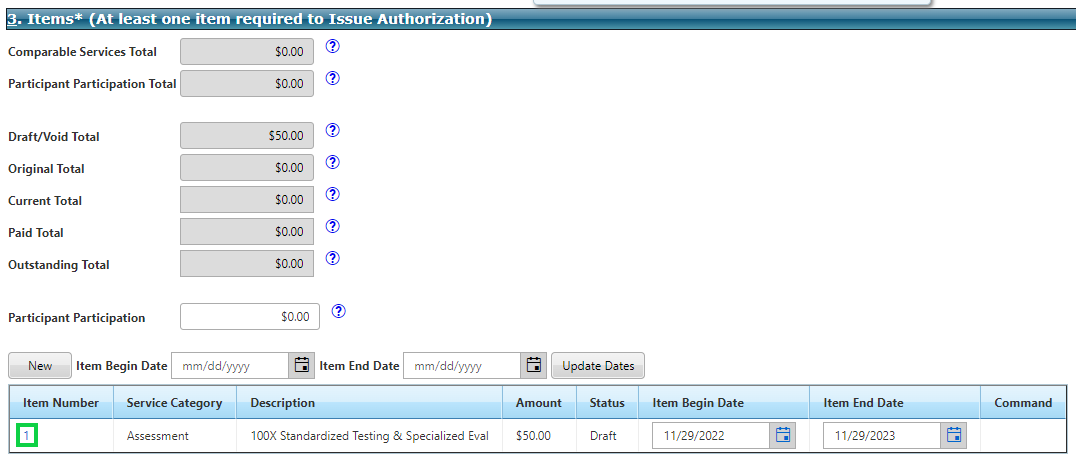 3. Items* (At least one item required to Issue Authorization)
Comparable Services Total $0.00 ?
Participant Participation Total $0.00 ?
Draft/Void Total $50.00 ?
Original Total $0.00 ?
Current Total $0.00 ?
Paid Total $0.00 ?
Outstanding Total $0.00 ?
Participant Participation $0.00 ?
New Item Begin Date mm/dd/yyyy Item End Date mm/dd/yyyy Update Dates
Item Number Service Category Description Amount Status Item Begin Date Item End Date Command
1 Assessment 100X Standardized Testing & Specialized Eval $50.00 Draft 11/29/2022 11/29/2023